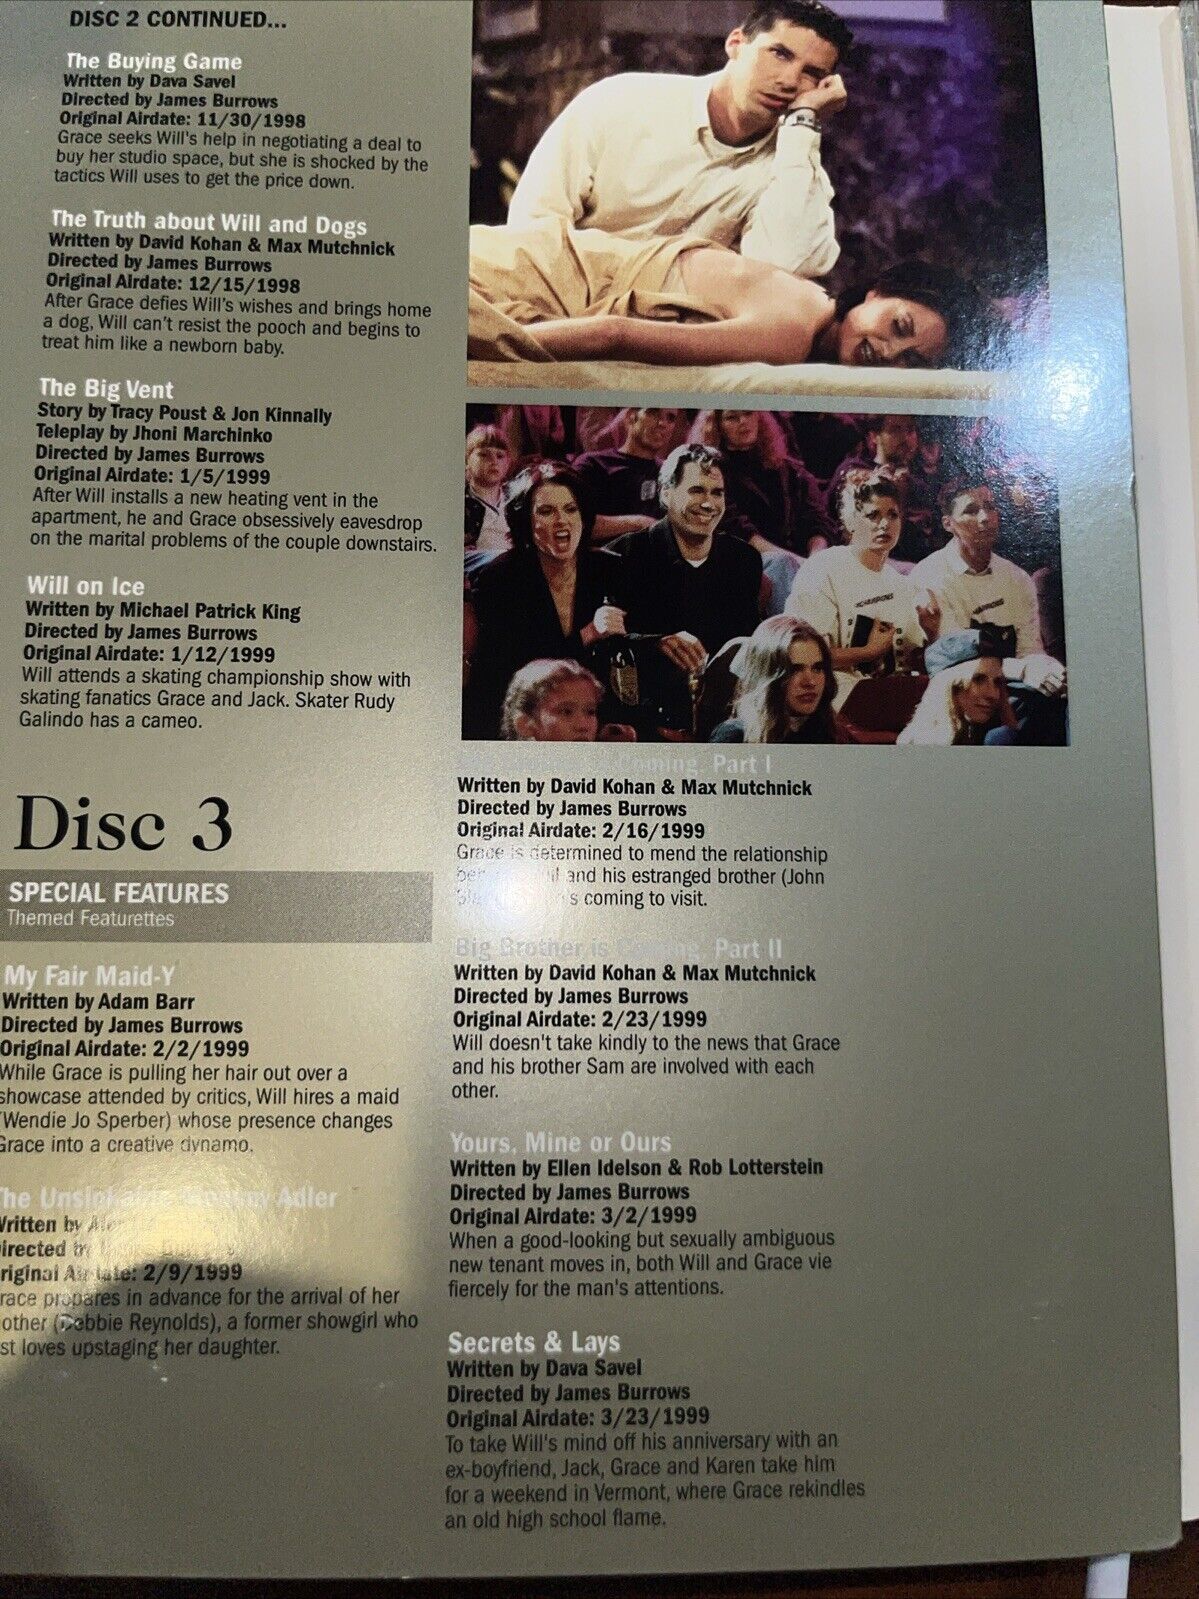 DISC 2 CONTINUED...
The Buying Game
Written by Dava Savel
Directed by James Burrows
Original Airdate: 11/30/1998
Grace seeks Will's help in negotiating a deal to
buy her studio space, but she is shocked by the
tactics Will uses to get the price down.
The Truth about Will and Dogs
Written by David Kohan & Max Mutchnick
Directed by James Burrows
Original Airdate: 12/15/1998
After Grace defies Will's wishes and brings home
a dog, Will can't resist the pooch and begins to
treat him like a newborn baby.
The Big Vent
Story by Tracy Poust & Jon Kinnally
Teleplay by Jhoni Marchinko
Directed by James Burrows
Original Airdate: 1/5/1999
After Will installs a new heating vent in the
apartment, he and Grace obsessively eavesdrop
on the marital problems of the couple downstairs.
Will on Ice
Written by Michael Patrick King
Directed by James Burrows
Original Airdate: 1/12/1999
Will attends a skating championship show with
skating fanatics Grace and Jack. Skater Rudy
Galindo has a cameo.
Disc 3
SPECIAL FEATURES
Themed Featurettes
My Fair Maid-Y
Written by Adam Barr
Directed by James Burrows
Original Airdate: 2/2/1999
While Grace is pulling her hair out over a
showcase attended by critics, Will hires a maid
(Wendie Jo Sperber) whose presence changes
Grace into a creative dynamo.
The Adler
Written by
Directed
Original Airdate: 2/9/1999
race prepares in advance for the arrival of her
other (Debbie Reynolds), a former showgirl who
st loves upstaging her daughter.
Coming, Part I
Written by David Kohan & Max Mutchnick
Directed by James Burrows
Original Airdate: 2/16/1999
Grace is determined to mend the relationship
and his estranged brother (John
s coming to visit.
Big Brother is Coming, Part II
Written by David Kohan & Max Mutchnick
Directed by James Burrows
Original Airdate: 2/23/1999
Will doesn't take kindly to the news that Grace
and his brother Sam are involved with each
other.
Yours, Mine or Ours
Written by Ellen Idelson & Rob Lotterstein
Directed by James Burrows
Original Airdate: 3/2/1999
When a good-looking but sexually ambiguous
new tenant moves in, both Will and Grace vie
fiercely for the man's attentions.
Secrets & Lays
Written by Dava Savel
Directed by James Burrows
Original Airdate: 3/23/1999
To take Will's mind off his anniversary with an
ex-boyfriend, Jack, Grace and Karen take him
for a weekend in Vermont, where Grace rekindles
an old high school flame.